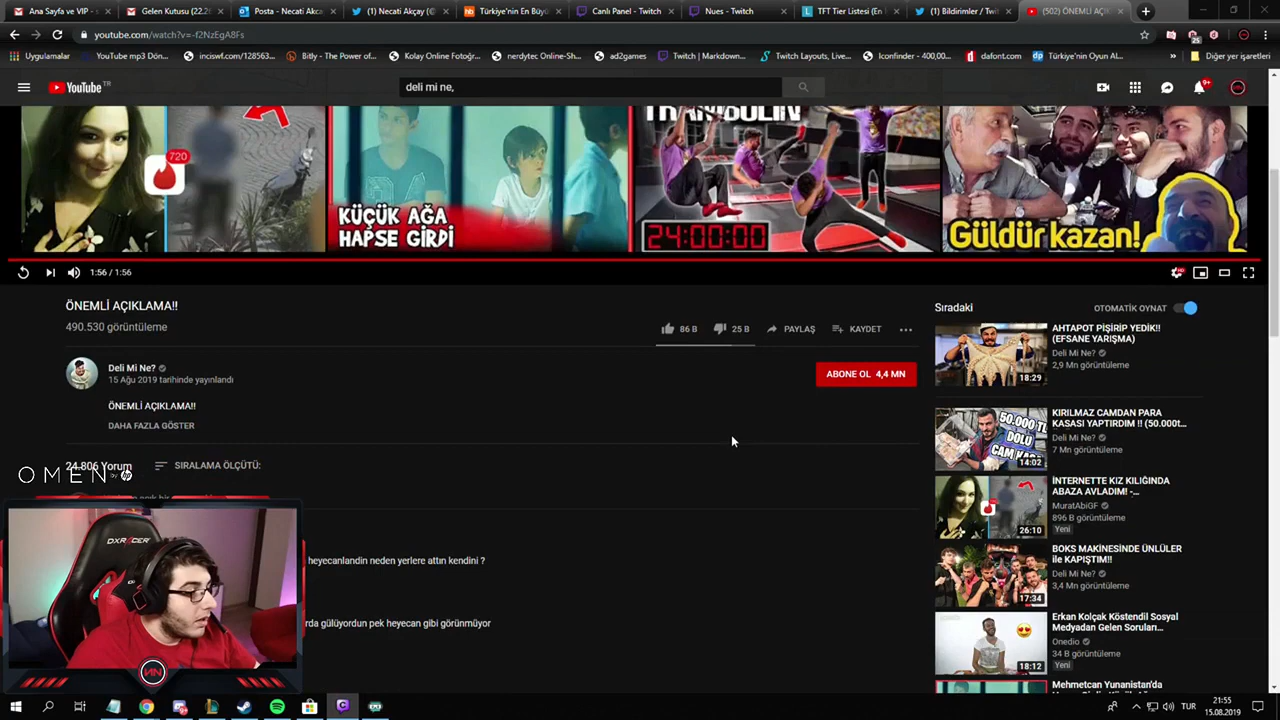 Ana Sayfa ve VIP -
Gelen Kutusu (22.2
Posta - Necati Akca
(1) Necati Akçay (@
Türkiye'nin En Büyü
Canlı Panel - Twitch
Nues - Twitch
TFT Tier Listesi (En İ
(1) Bildirimler / Twit
(502) ÖNEMLİ AÇIK
youtube.com/watch?v=-f2NzEgA8Fs
Uygulamalar
YouTube mp3 Dön...
inciswf.com/128563...
Bitly - The Power of...
Kolay Online Fotoğr...
nerdytec Online-Sh...
ad2games
Twitch | Markdown...
Twitch Layouts, Live...
Iconfinder - 400,00...
dafont.com
Türkiye'nin Oyun Al...
Diğer yer işaretleri
YouTube TR
deli mi ne,
9+
720
KÜÇÜK AĞA
HAPSE GİRDİ
TRAMBOLİN
24:00:00
Güldür kazan!
1:56 / 1:56
ÖNEMLİ AÇIKLAMA!!
490.530 görüntüleme
86 B
25 B
PAYLAŞ
KAYDET
Deli Mi Ne?
15 Ağu 2019 tarihinde yayınlandı
ABONE OL 4,4 MN
ÖNEMLİ AÇIKLAMA!!
DAHA FAZLA GÖSTER
24.806 Yorum
SIRALAMA ÖLÇÜTÜ:
OMEN by hp
DXRACER
heyecanlandin neden yerlere attın kendini ?
rda gülüyordun pek heyecan gibi görünmüyor
Sıradaki
OTOMATİK OYNAT
AHTAPOT PİŞİRİP YEDİK!!
(EFSANE YARIŞMA)
Deli Mi Ne?
2,9 Mn görüntüleme
18:29
50.000 TL
DOLU
CAM KASA
14:02
KIRILMAZ CAMDAN PARA
KASASI YAPTIRDIM !! (50.000t...
Deli Mi Ne?
7 Mn görüntüleme
İNTERNETTE KIZ KILIĞINDA
ABAZA AVLADIM! -...
MuratAbiGF
896 B görüntüleme
Yeni
26:10
BOKS MAKİNESİNDE ÜNLÜLER
ile KAPIŞTIM!!
Deli Mi Ne?
3,4 Mn görüntüleme
17:34
Erkan Kolçak Köstendil Sosyal
Medyadan Gelen Soruları...
Onedio
34 B görüntüleme
Yeni
18:12
Mehmetcan Yunanistan'da
TUR
21:55
15.08.2019